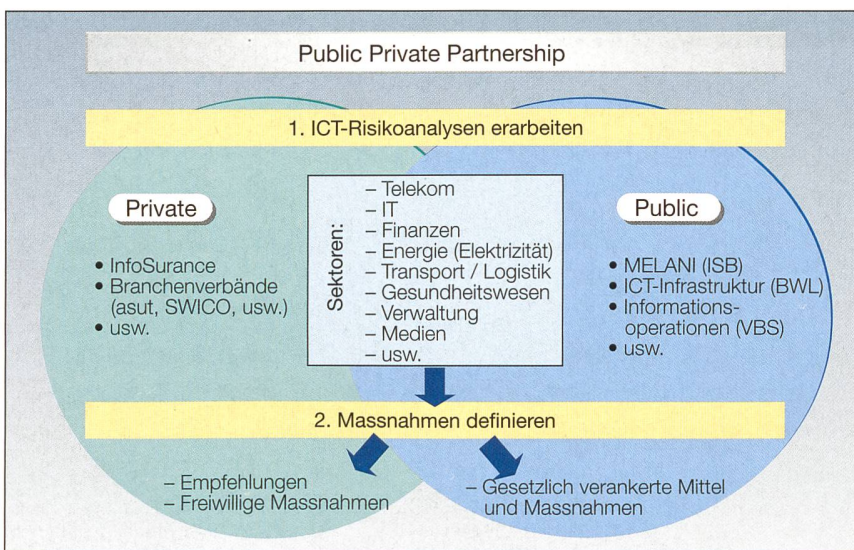 Public Private Partnership
1. ICT-Risikoanalysen erarbeiten
Private
• InfoSurance
• Branchenverbände
(asut, SWICO, usw.)
• usw.
Sektoren:
– Telekom
– IT
– Finanzen
– Energie (Elektrizität)
– Transport / Logistik
– Gesundheitswesen
– Verwaltung
– Medien
– usw.
Public
• MELANI (ISB)
• ICT-Infrastruktur (BWL)
• Informations-
operationen (VBS)
• usw.
2. Massnahmen definieren
– Empfehlungen
– Freiwillige Massnahmen
– Gesetzlich verankerte Mittel
und Massnahmen